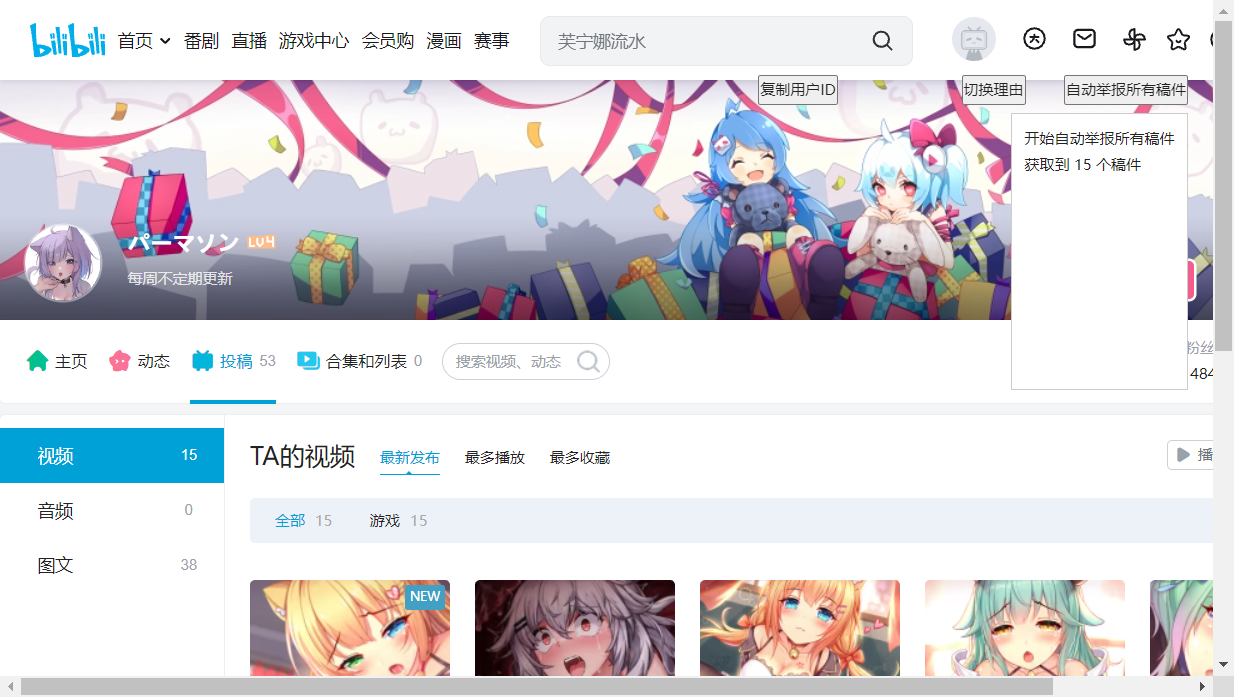 bilibili 首页 番剧 直播 游戏中心 会员购 漫画 赛事 芙宁娜流水
复制用户ID 切换理由 自动举报所有稿件
开始自动举报所有稿件
获取到 15 个稿件
パーマソン LV4
每周不定期更新
主页 动态 投稿 53 合集和列表 0 搜索视频、动态 粉丝
484
视频 15
音频 0
图文 38
TA的视频 最新发布 最多播放 最多收藏 播
全部 15 游戏 15
NEW